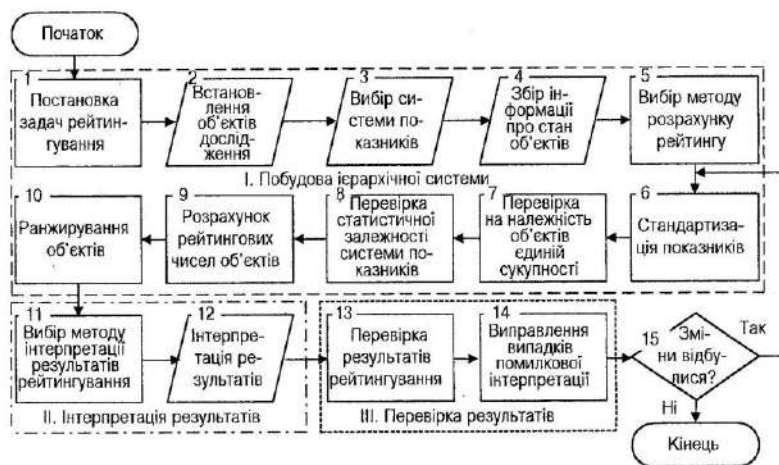 Початок
1
Постановка
задач рейтин-
гування
2
Встанов-
лення
об'єктів
дослід-
ження
3
Вибір си-
стеми по-
казників
4
Збір ін-
формації
про стан
об'єктів
5
Вибір методу
розрахунку
рейтингу
I. Побудова ієрархічної системи
10
Ранжирування
об'єктів
9
Розрахунок
рейтингових
чисел об'єктів
8
Перевірка
статистичної
залежності
системи по-
казників
7
Перевірка
на належність
об'єктів
єдиній
сукупності
6
Стандартиза-
ція показників
11
Вибір методу
інтерпретації
результатів
рейтингування
12
Інтерпре-
тація ре-
зультатів
13
Перевірка
результатів
рейтингування
14
Виправлення
випадків
помилкової
інтерпретації
15
Змі-
ни відбу-
лися?
Так
Ні
II. Інтерпретація результатів
III. Перевірка результатів
Кінець